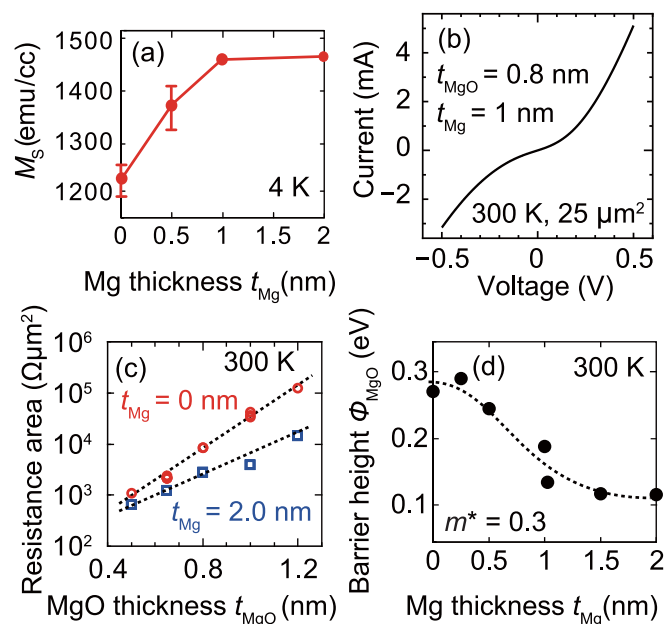 (a)
M_S (emu/cc)
1500
1400
1300
1200
4 K
0 0.5 1 2
Mg thickness t_Mg (nm)
(b)
Current (mA)
4
2
0
−2
t_MgO = 0.8 nm
t_Mg = 1 nm
300 K, 25 μm²
−0.5 0 0.5
Voltage (V)
(c)
Resistance area (Ωμm²)
10⁶
10⁵
10⁴
10³
10²
300 K
t_Mg = 0 nm
t_Mg = 2.0 nm
0.4 0.8 1.2
MgO thickness t_MgO (nm)
(d)
Barrier height Φ_MgO (eV)
0.3
0.2
0.1
300 K
m* = 0.3
0 0.5 1 1.5 2
Mg thickness t_Mg (nm)